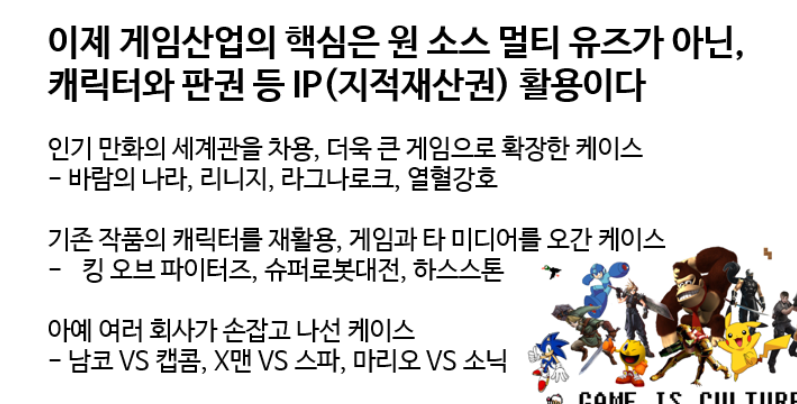 이제 게임산업의 핵심은 원 소스 멀티 유즈가 아닌,
캐릭터와 판권 등 IP(지적재산권) 활용이다
인기 만화의 세계관을 차용, 더욱 큰 게임으로 확장한 케이스
- 바람의 나라, 리니지, 라그나로크, 열혈강호
기존 작품의 캐릭터를 재활용, 게임과 타 미디어를 오간 케이스
- 킹 오브 파이터즈, 슈퍼로봇대전, 하스스톤
아예 여러 회사가 손잡고 나선 케이스
- 남코 VS 캡콤, X맨 VS 스파, 마리오 VS 소닉
GAME IS CULTURE